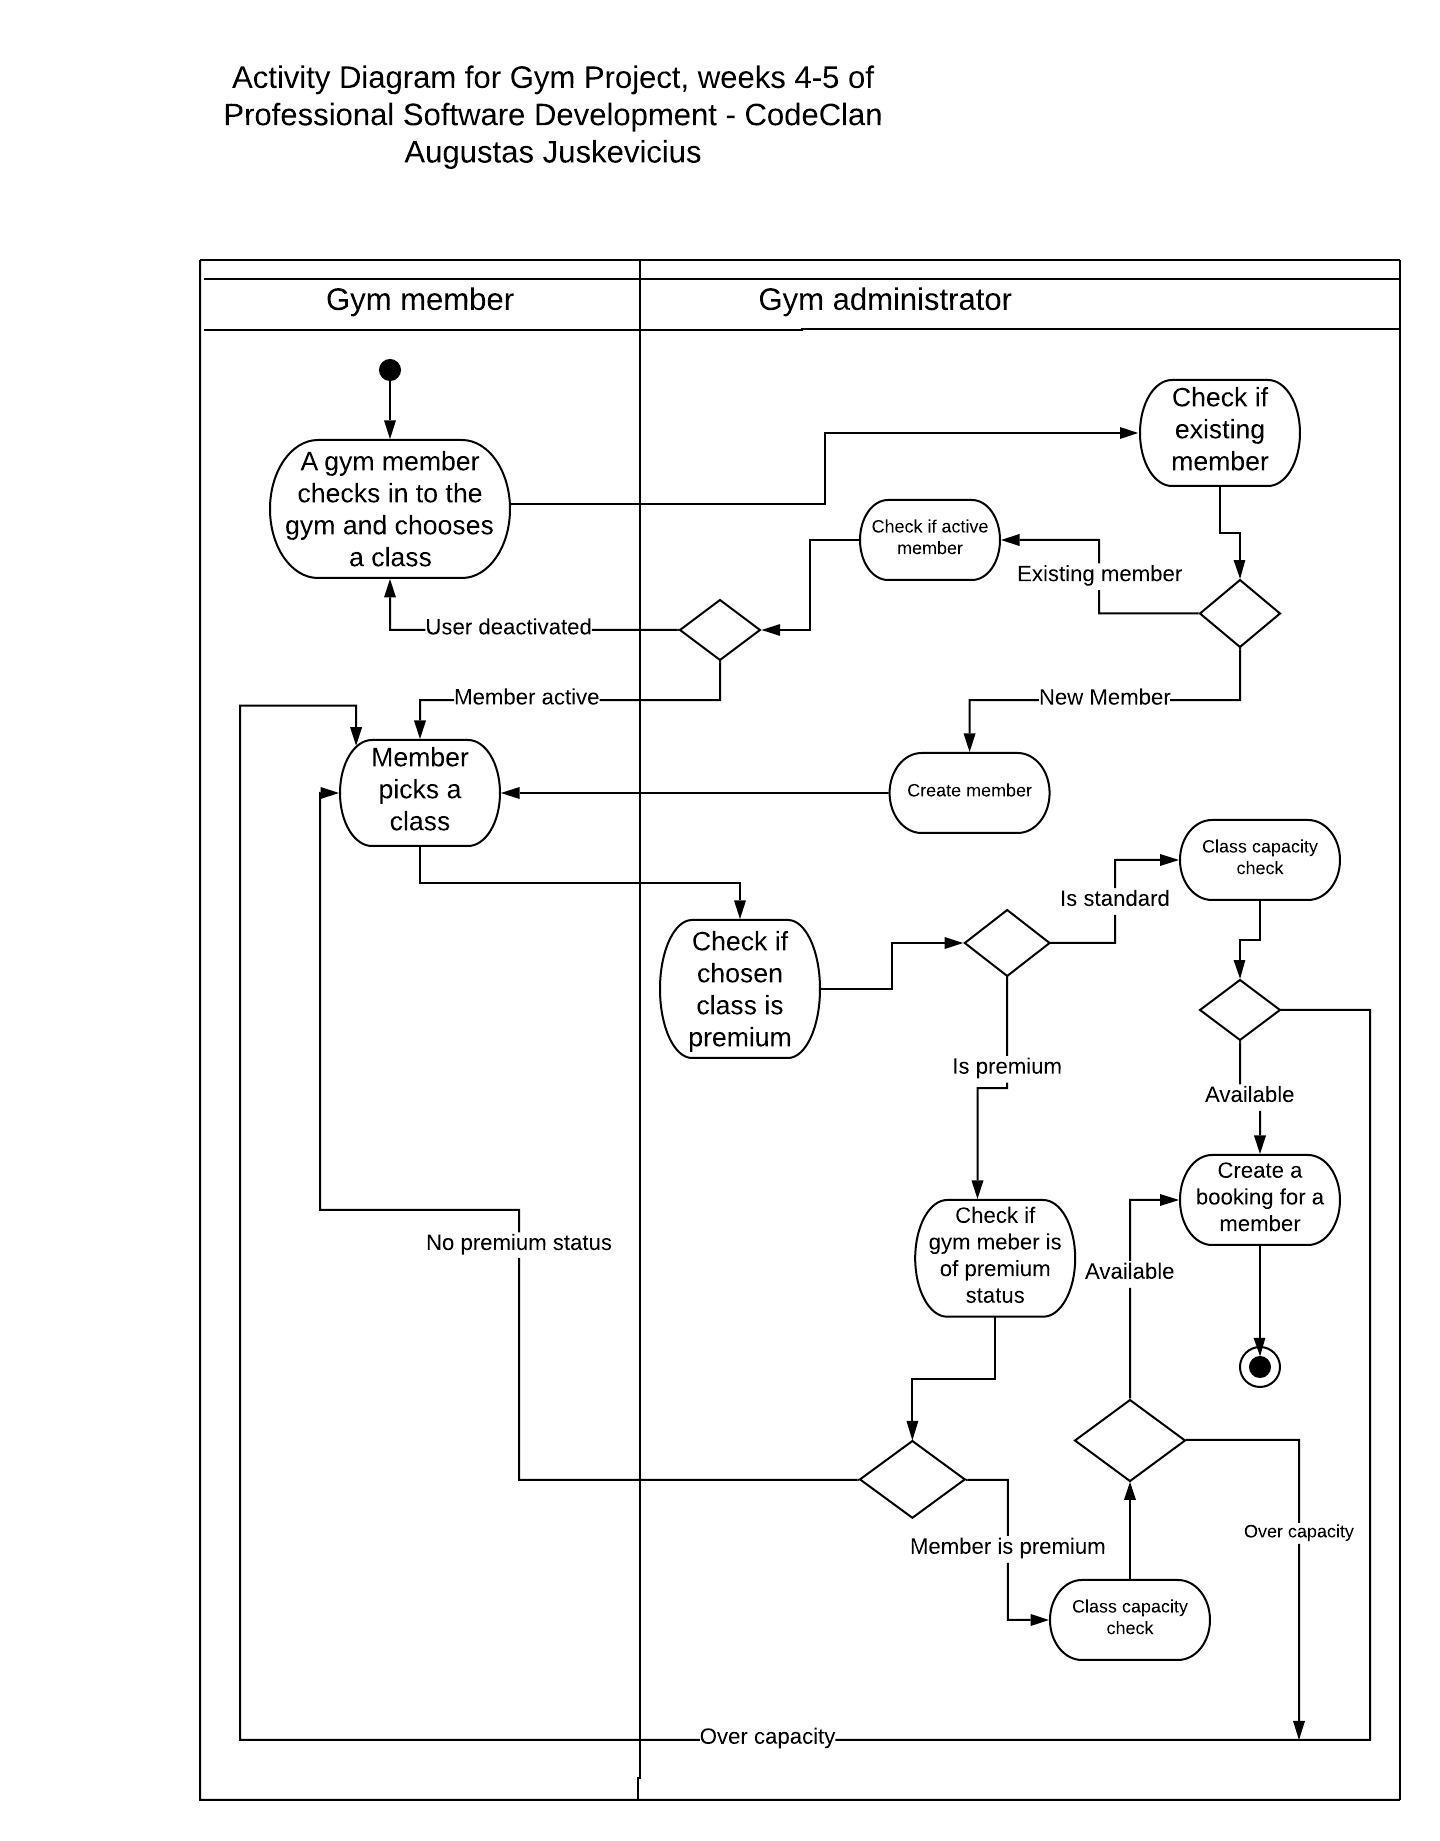 Activity Diagram for Gym Project, weeks 4-5 of
Professional Software Development - CodeClan
Augustas Juskevicius
Gym member
Gym administrator
A gym member
checks in to the
gym and chooses
a class
Check if
existing
member
Check if active
member
Existing member
User deactivated
Member active
New Member
Member
picks a
class
Create member
Class capacity
check
Is standard
Check if
chosen
class is
premium
Is premium
Available
Create a
booking for a
member
Check if
gym meber is
of premium
status
No premium status
Available
Over capacity
Member is premium
Class capacity
check
Over capacity